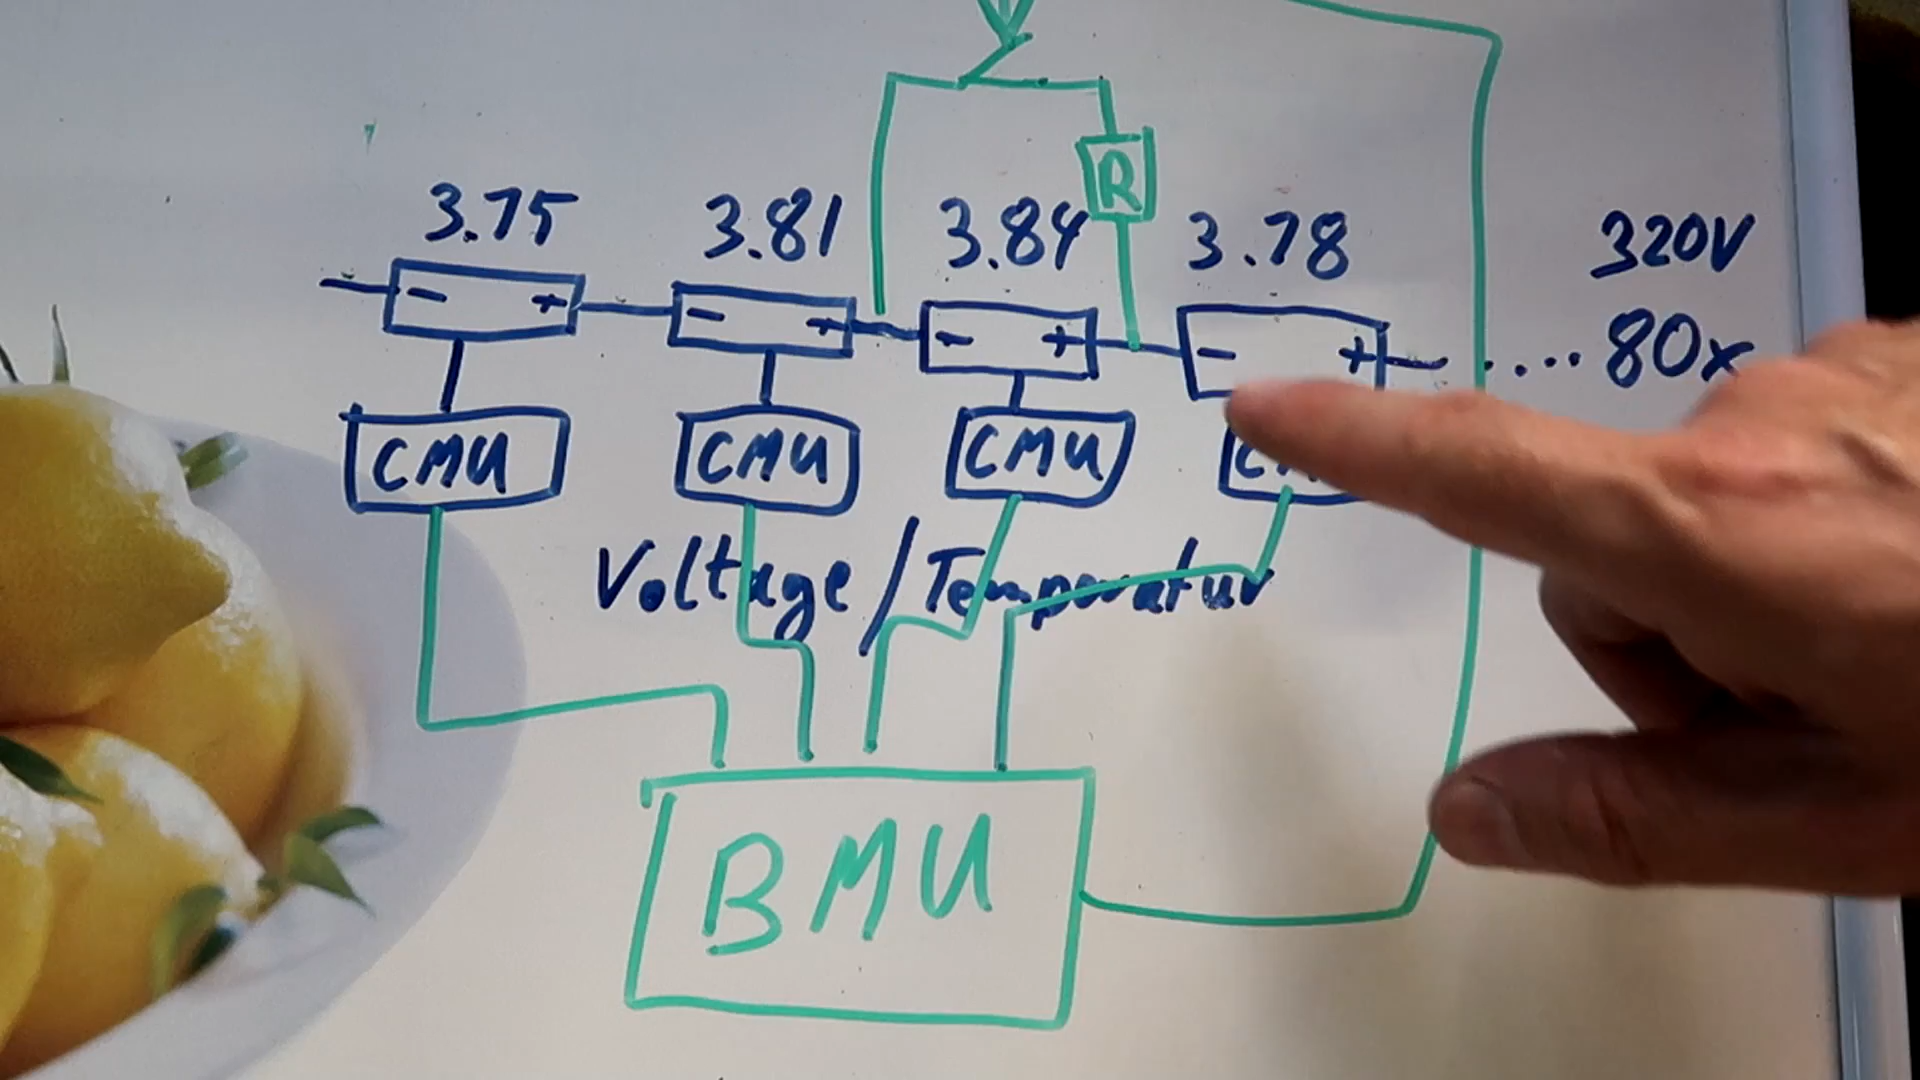 R
3.75 3.81 3.84 3.78 320V
- + - + - + - + .... 80x
CMU CMU CMU
Voltage/Temperatur
BMU